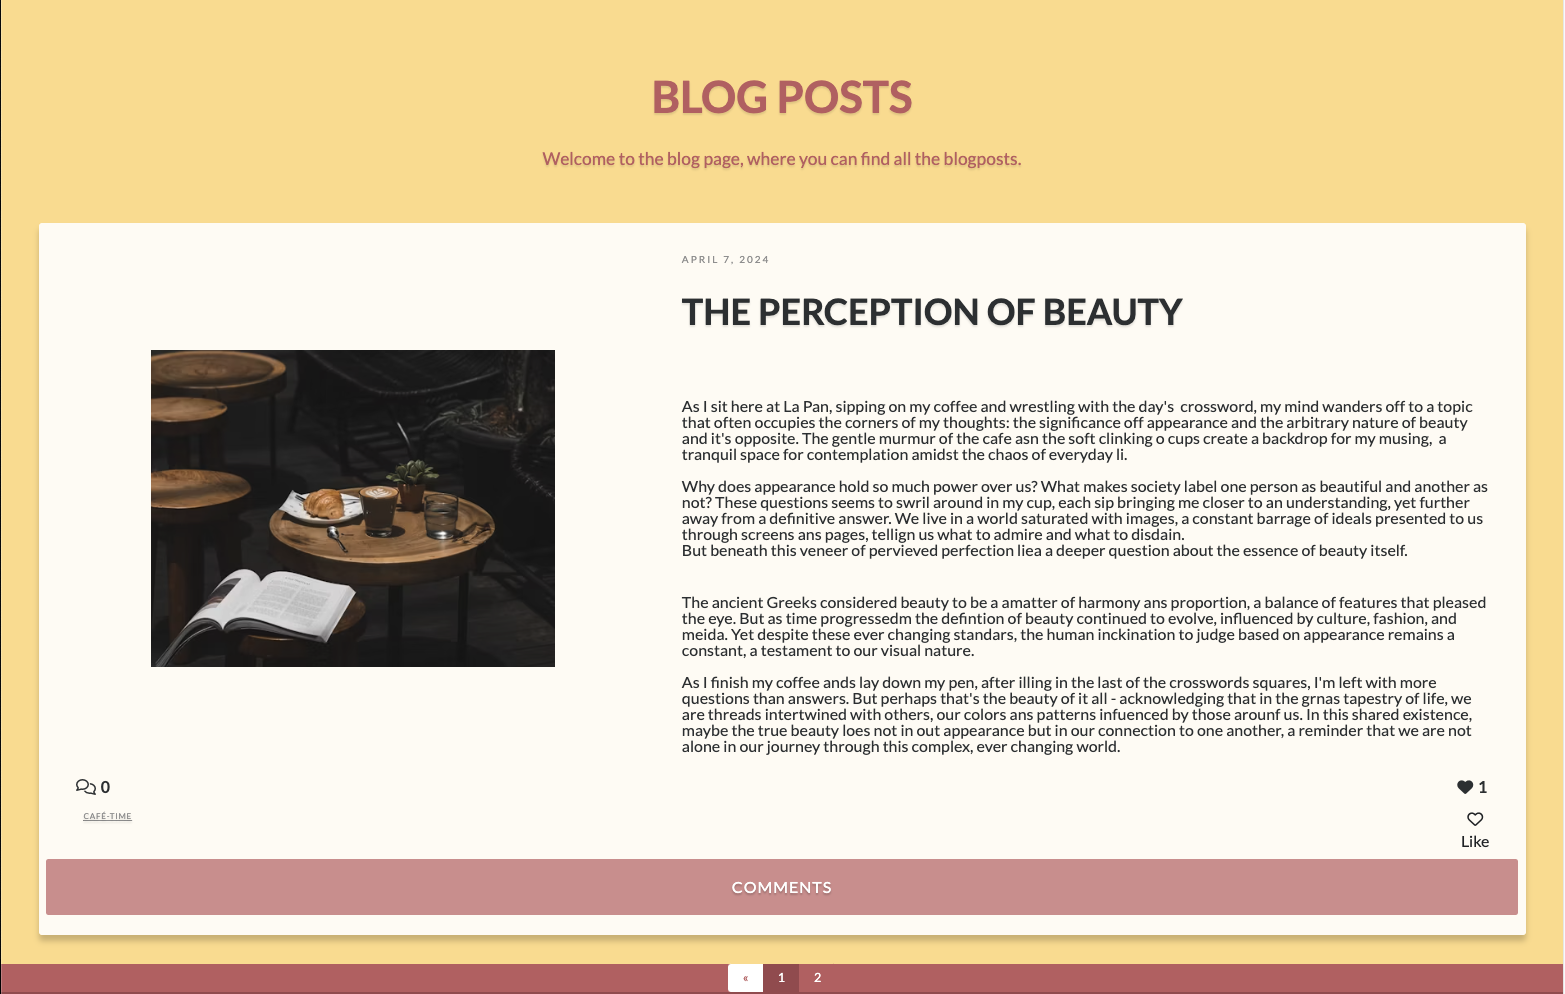 BLOG POSTS
Welcome to the blog page, where you can find all the blogposts.
APRIL 7, 2024
THE PERCEPTION OF BEAUTY
As I sit here at La Pan, sipping on my coffee and wrestling with the day's  crossword, my mind wanders off to a topic
that often occupies the corners of my thoughts: the significance off appearance and the arbitrary nature of beauty
and it's opposite. The gentle murmur of the cafe asn the soft clinking o cups create a backdrop for my musing,  a
tranquil space for contemplation amidst the chaos of everyday li.
Why does appearance hold so much power over us? What makes society label one person as beautiful and another as
not? These questions seems to swril around in my cup, each sip bringing me closer to an understanding, yet further
away from a definitive answer. We live in a world saturated with images, a constant barrage of ideals presented to us
through screens ans pages, tellign us what to admire and what to disdain.
But beneath this veneer of pervieved perfection liea a deeper question about the essence of beauty itself.
The ancient Greeks considered beauty to be a amatter of harmony ans proportion, a balance of features that pleased
the eye. But as time progressedm the defintion of beauty continued to evolve, influenced by culture, fashion, and
meida. Yet despite these ever changing standars, the human inckination to judge based on appearance remains a
constant, a testament to our visual nature.
As I finish my coffee ands lay down my pen, after illing in the last of the crosswords squares, I'm left with more
questions than answers. But perhaps that's the beauty of it all - acknowledging that in the grnas tapestry of life, we
are threads intertwined with others, our colors ans patterns infuenced by those arounf us. In this shared existence,
maybe the true beauty loes not in out appearance but in our connection to one another, a reminder that we are not
alone in our journey through this complex, ever changing world.
0
1
CAFÉ-TIME
Like
COMMENTS
« 1 2